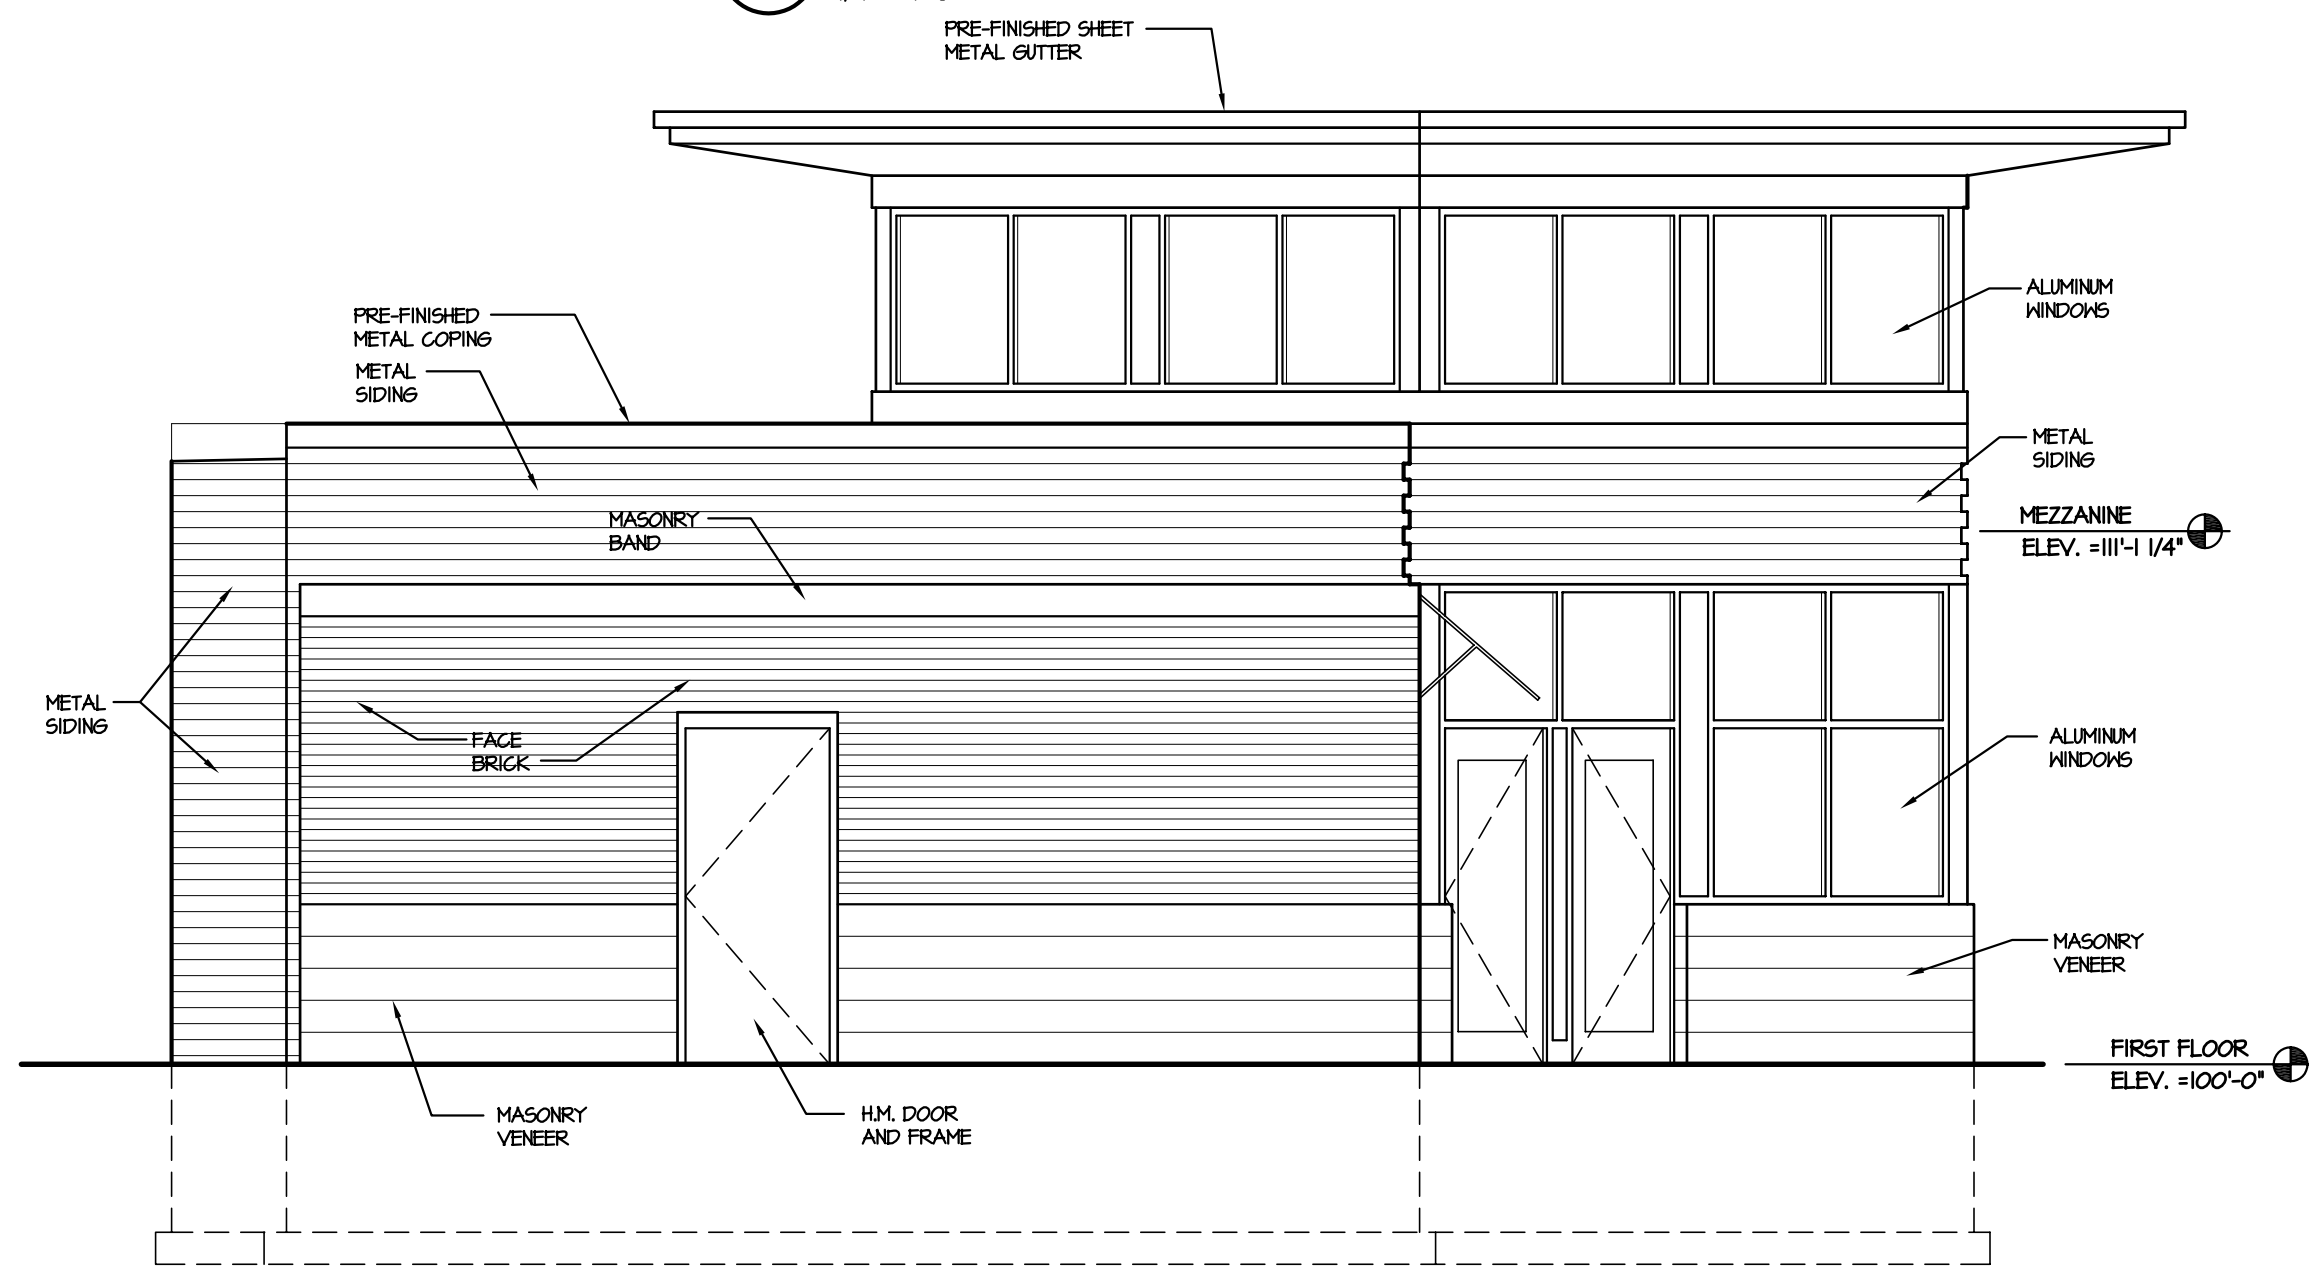 PRE-FINISHED SHEET
METAL GUTTER
ALUMINUM
WINDOWS
PRE-FINISHED
METAL COPING
METAL
SIDING
METAL
SIDING
MASONRY
BAND
MEZZANINE
ELEV. =111'-1 1/4"
METAL
SIDING
FACE
BRICK
ALUMINUM
WINDOWS
MASONRY
VENEER
FIRST FLOOR
ELEV. =100'-0"
MASONRY
VENEER
H.M. DOOR
AND FRAME